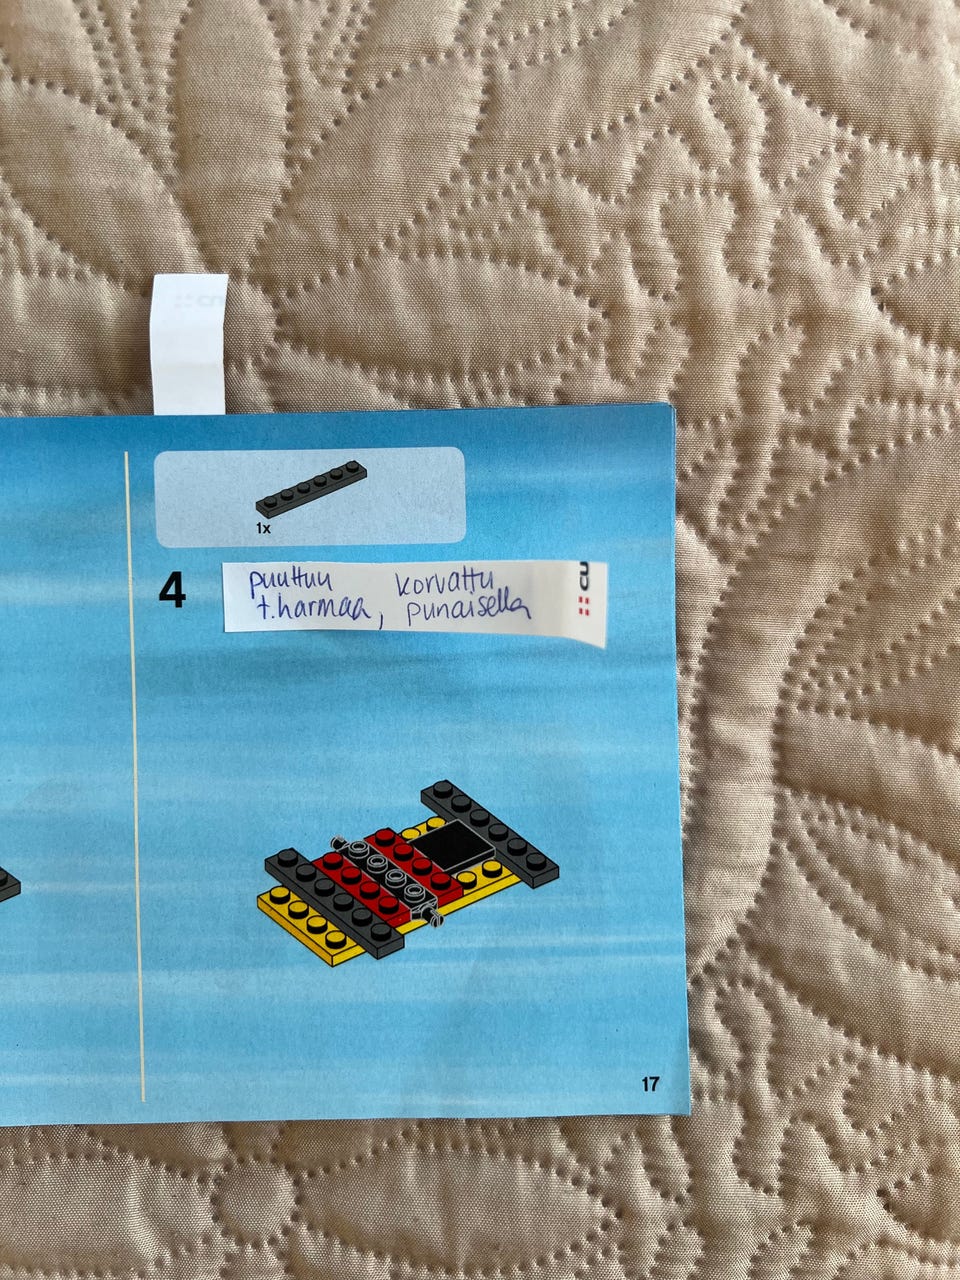 1x
4
puuttuu korvattu
t.harmaa, punaisella
17